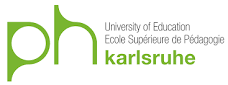 ph
University of Education
Ecole Supérieure de Pédagogie
karlsruhe